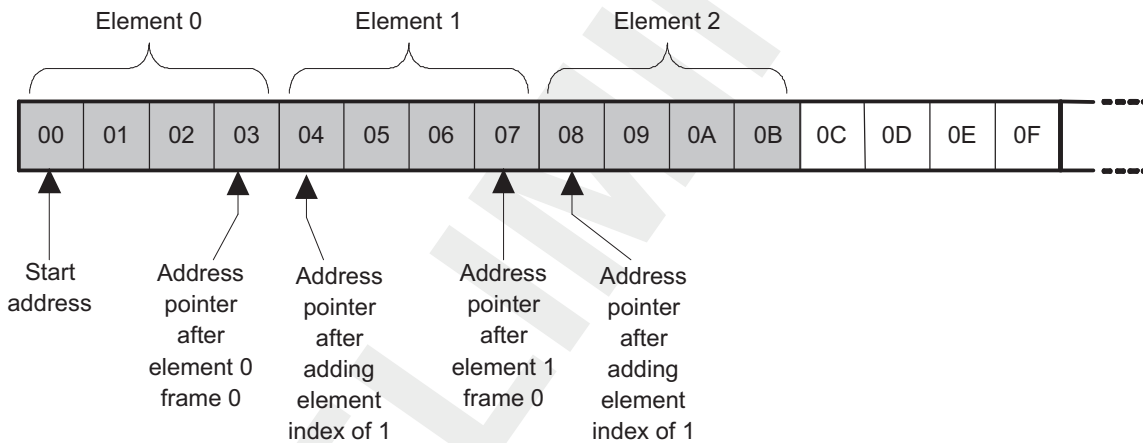 Element 0
Element 1
Element 2
00 01 02 03 04 05 06 07 08 09 0A 0B 0C 0D 0E 0F
Start
address
Address
pointer
after
element 0
frame 0
Address
pointer
after
adding
element
index of 1
Address
pointer
after
element 1
frame 0
Address
pointer
after
adding
element
index of 1